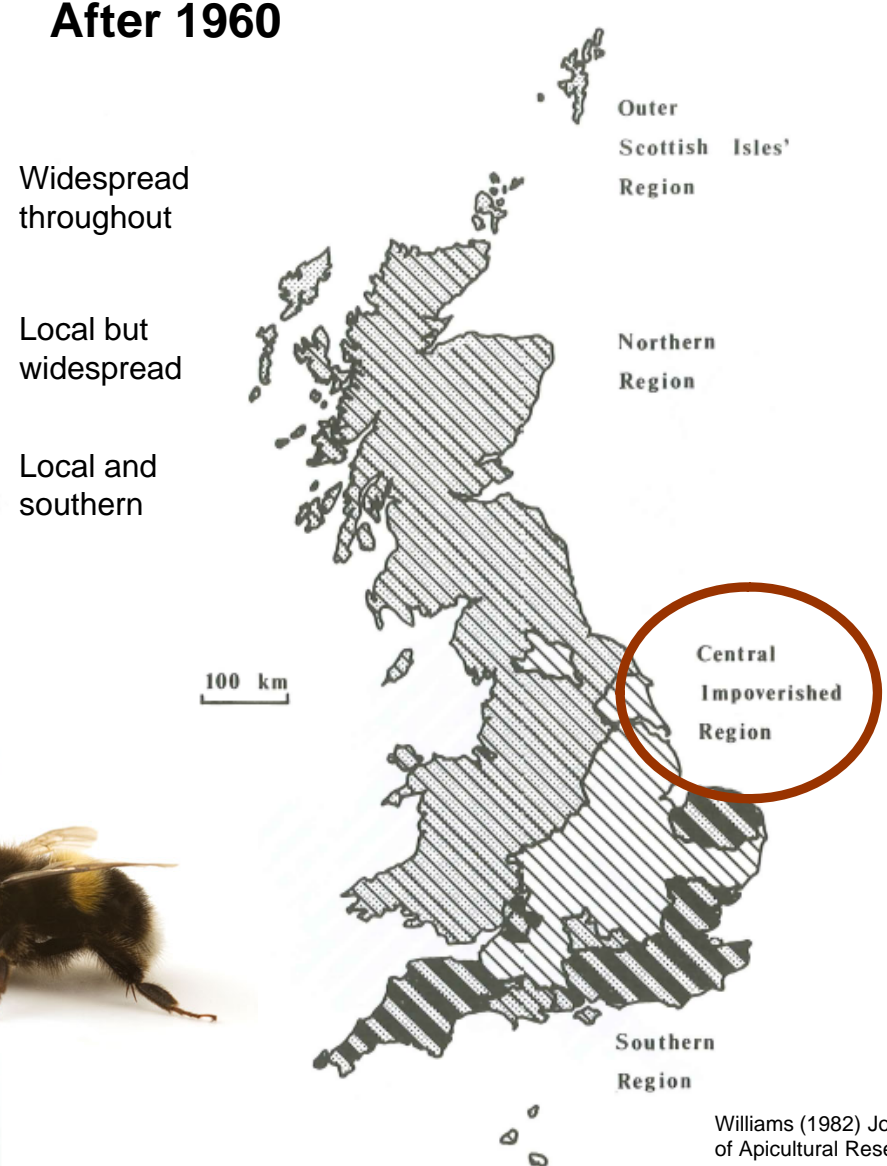 After 1960
Outer
Scottish Isles'
Region
Widespread
throughout
Local but
widespread
Northern
Region
Local and
southern
Central
Impoverished
Region
100 km
Southern
Region
Williams (1982) Jo
of Apicultural Rese